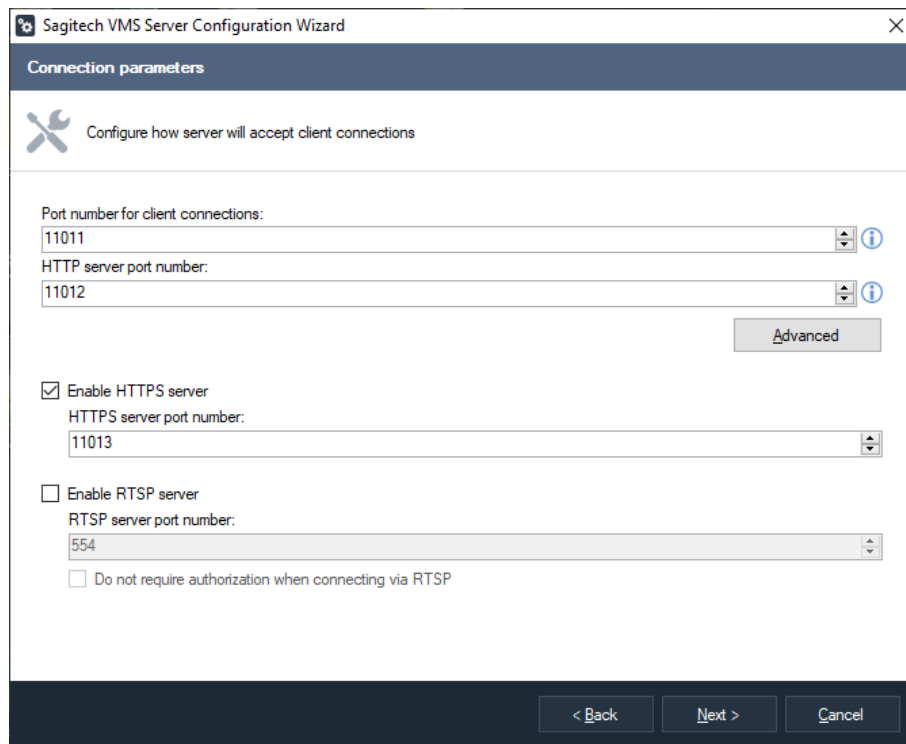 Sagitech VMS Server Configuration Wizard
Connection parameters
Configure how server will accept client connections
Port number for client connections:
11011
HTTP server port number:
11012
Advanced
Enable HTTPS server
HTTPS server port number:
11013
Enable RTSP server
RTSP server port number:
554
Do not require authorization when connecting via RTSP
< Back Next > Cancel